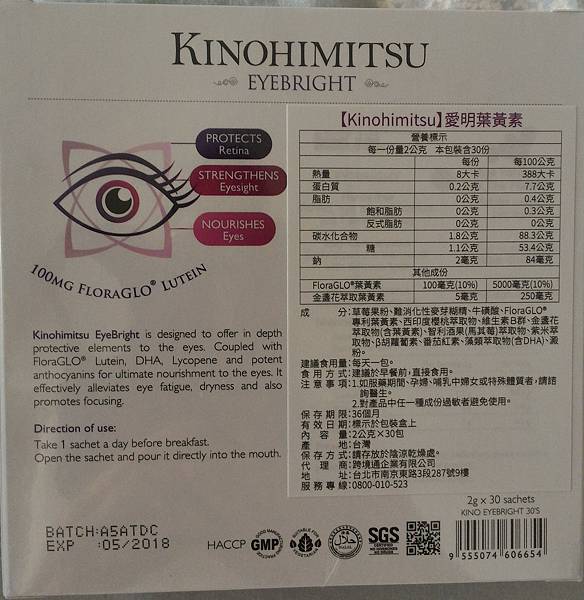 KINOHIMITSU
EYEBRIGHT
PROTECTS
Retina
STRENGTHENS
Eyesight
NOURISHES
Eyes
100MG FLORAGLO® LUTEIN
Kinohimitsu EyeBright is designed to offer in depth
protective elements to the eyes. Coupled with
FloraGLO® Lutein, DHA, Lycopene and potent
anthocyanins for ultimate nourishment to the eyes. It
effectively alleviates eye fatigue, dryness and also
promotes focusing.
Direction of use:
Take 1 sachet a day before breakfast.
Open the sachet and pour it directly into the mouth.
【Kinohimitsu】愛明葉黃素
營養標示
每一份量2公克 本包裝含30份
每份 每100公克
熱量 8大卡 388大卡
蛋白質 0.2公克 7.7公克
脂肪 0公克 0.4公克
飽和脂肪 0公克 0.3公克
反式脂肪 0公克 0公克
碳水化合物 1.8公克 88.3公克
糖 1.1公克 53.4公克
鈉 2毫克 84毫克
其他成份
FloraGLO®葉黃素 100毫克(10%) 5000毫克(10%)
金盞花萃取葉黃素 5毫克 250毫克
成 分:草莓果粉、難消化性麥芽糊精、牛磺酸、FloraGLO®
專利葉黃素、西印度櫻桃萃取物、維生素B群、金盞花
萃取物(含葉黃素)、智利酒果(馬其莓)萃取物、紫米萃
取物、β胡蘿蔔素、番茄紅素、藻類萃取物(含DHA)、澱
粉。
建議食用量:每天一包。
食用方式:建議於早餐前,直接食用。
注意事項:1.如服藥期間、孕婦、哺乳中婦女或特殊體質者,請諮
詢醫生。
2.對產品中任一種成份過敏者避免使用。
保存期限:36個月
有效日期:標示於包裝盒上
內容量:2公克×30包
產 地:台灣
保存方式:請存放於陰涼乾燥處。
代理商:跨境通企業有限公司
地 址:台北市南京東路3段287號9樓
服務專線:0800-010-523
2g x 30 sachets
KINO EYEBRIGHT 30'S
BATCH:A5ATDC
EXP :05/2018
HACCP
GMP
SGS
9 555074 606654